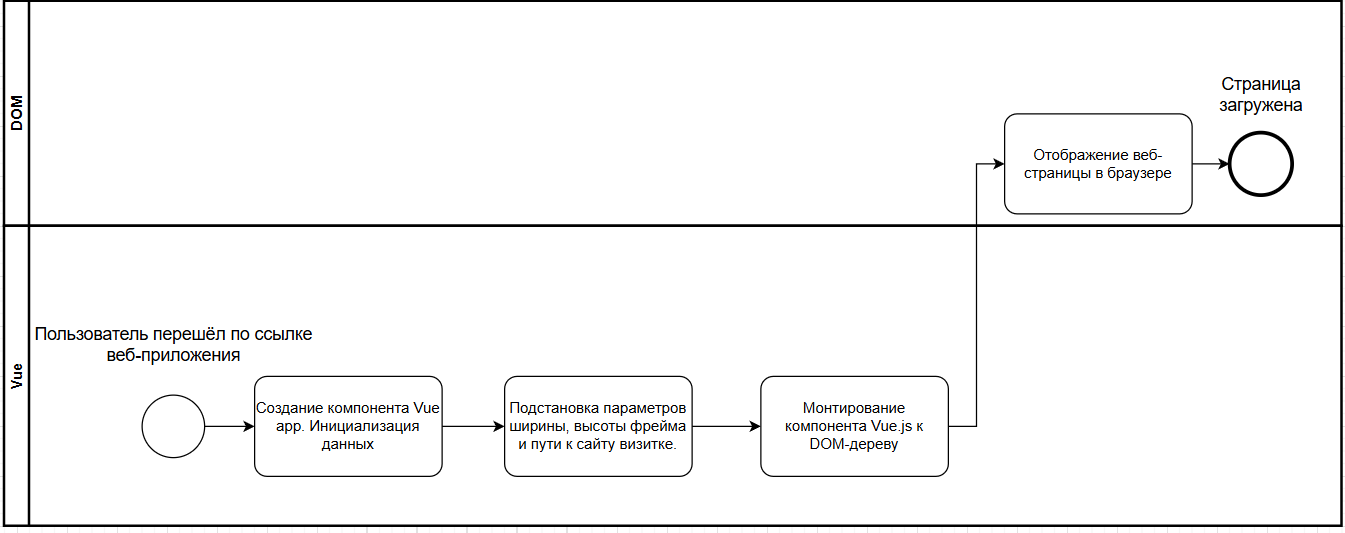 DOM
Страница
загружена
Отображение веб-
страницы в браузере
Vue
Пользователь перешёл по ссылке
веб-приложения
Создание компонента Vue
app. Инициализация
данных
Подстановка параметров
ширины, высоты фрейма
и пути к сайту визитке.
Монтирование
компонента Vue.js к
DOM-дереву